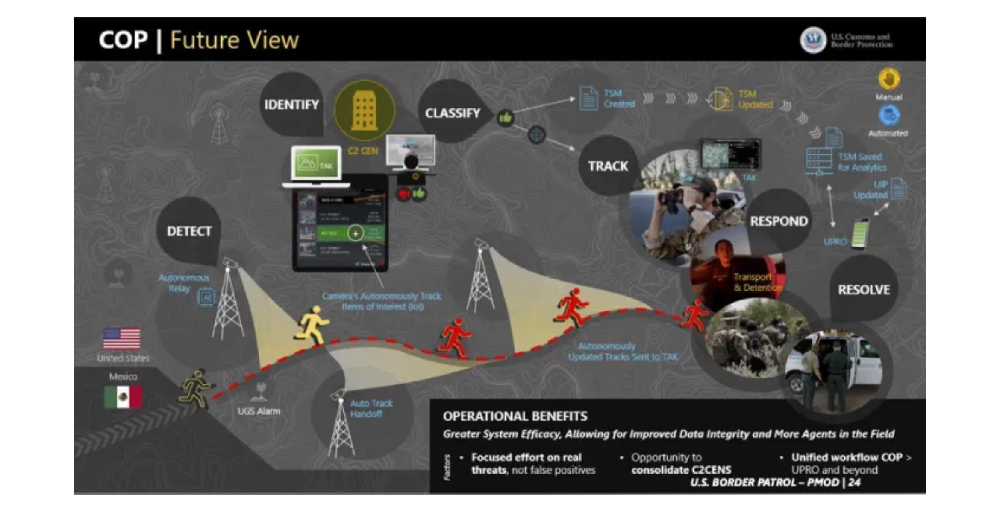 COP | Future View
U.S. Customs and
Border Protection
Manual
Automated
IDENTIFY
C2 CEN
TAK
CLASSIFY
TSM
Created
TSM
Updated
TSM Saved
for Analytics
UIP
Updated
UPRO
TRACK
TAK
RESPOND
Transport
& Detention
RESOLVE
DETECT
Autonomous
Relay
AI
Camera's Autonomously Track
Items of Interest (IoI)
Autonomously
Updated Tracks Sent to TAK
United States
Mexico
UGS Alarm
Auto Track
Handoff
OPERATIONAL BENEFITS
Greater System Efficacy, Allowing for Improved Data Integrity and More Agents in the Field
Factors
• Focused effort on real
threats, not false positives
• Opportunity to
consolidate C2CENS
• Unified workflow COP >
UPRO and beyond
U.S. BORDER PATROL – PMOD | 24